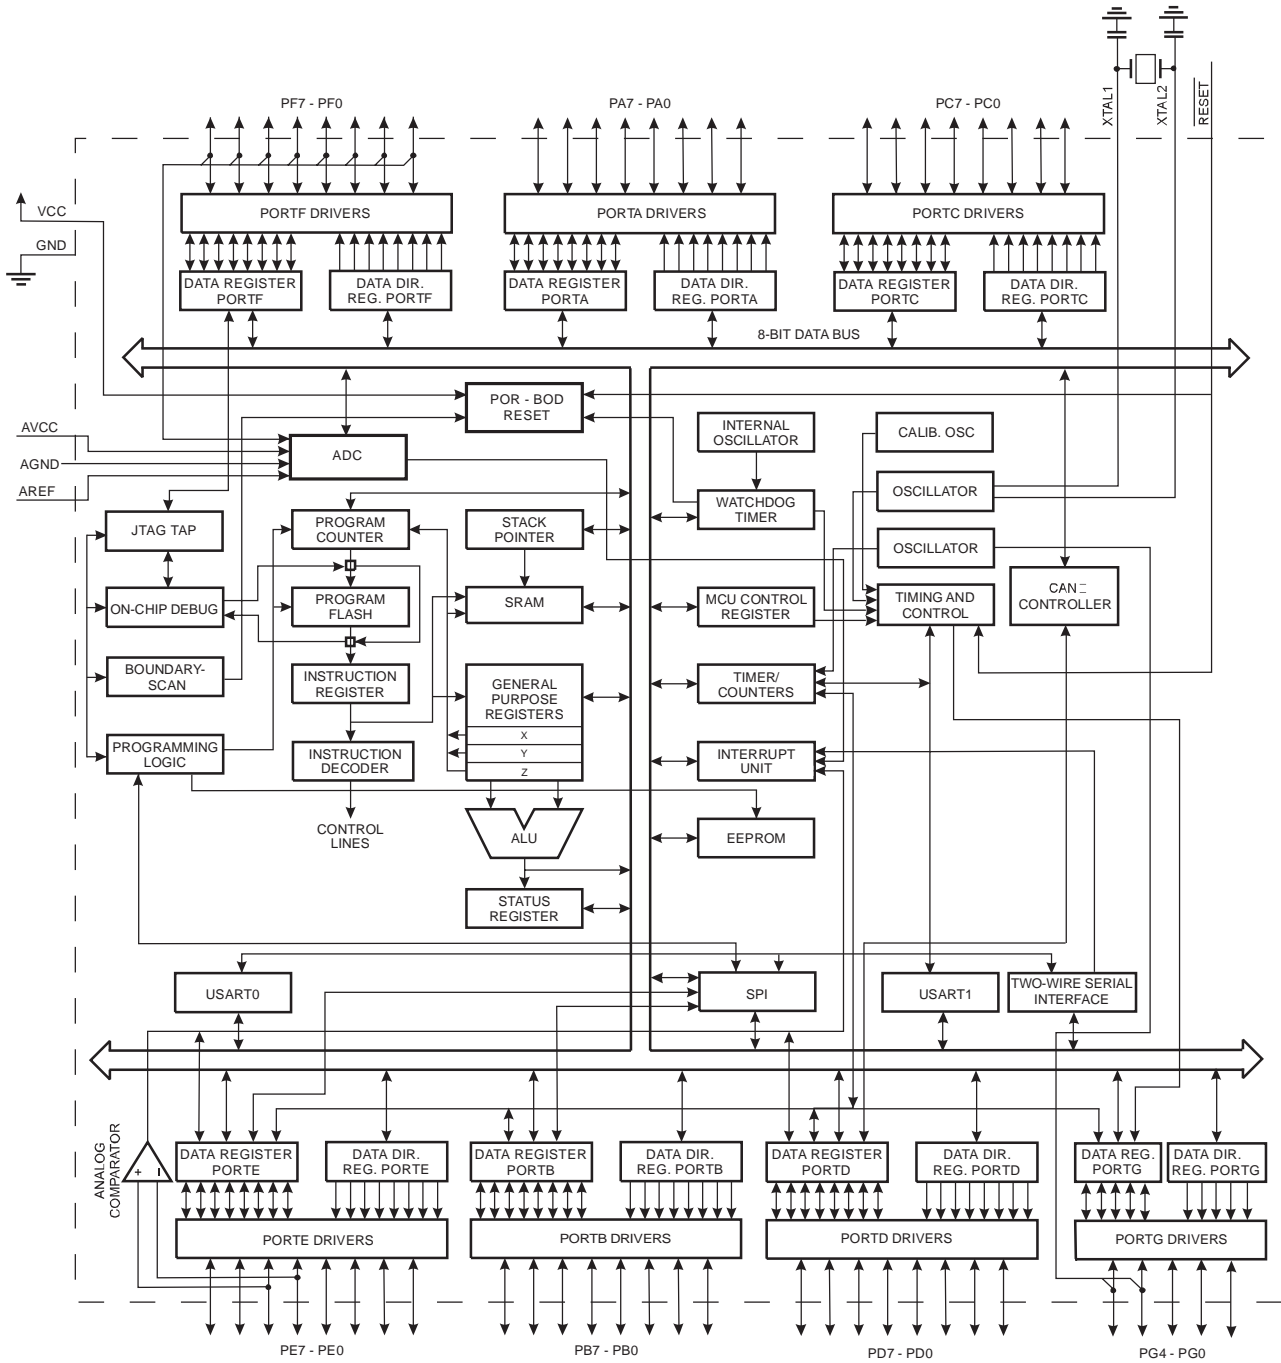 XTAL1
XTAL2
RESET
PF7 - PF0
PA7 - PA0
PC7 - PC0
VCC
GND
PORTF DRIVERS
PORTA DRIVERS
PORTC DRIVERS
DATA REGISTER
PORTF
DATA DIR.
REG. PORTF
DATA REGISTER
PORTA
DATA DIR.
REG. PORTA
DATA REGISTER
PORTC
DATA DIR.
REG. PORTC
8-BIT DATA BUS
POR - BOD
RESET
INTERNAL
OSCILLATOR
CALIB. OSC
AVCC
AGND
AREF
ADC
OSCILLATOR
WATCHDOG
TIMER
JTAG TAP
PROGRAM
COUNTER
STACK
POINTER
OSCILLATOR
ON-CHIP DEBUG
PROGRAM
FLASH
SRAM
MCU CONTROL
REGISTER
TIMING AND
CONTROL
CAN
CONTROLLER
BOUNDARY-
SCAN
INSTRUCTION
REGISTER
GENERAL
PURPOSE
REGISTERS
X
Y
Z
TIMER/
COUNTERS
PROGRAMMING
LOGIC
INSTRUCTION
DECODER
INTERRUPT
UNIT
CONTROL
LINES
ALU
EEPROM
STATUS
REGISTER
USART0
SPI
USART1
TWO-WIRE SERIAL
INTERFACE
ANALOG
COMPARATOR
+
–
DATA REGISTER
PORTE
DATA DIR.
REG. PORTE
DATA REGISTER
PORTB
DATA DIR.
REG. PORTB
DATA REGISTER
PORTD
DATA DIR.
REG. PORTD
DATA REG.
PORTG
DATA DIR.
REG. PORTG
PORTE DRIVERS
PORTB DRIVERS
PORTD DRIVERS
PORTG DRIVERS
PE7 - PE0
PB7 - PB0
PD7 - PD0
PG4 - PG0